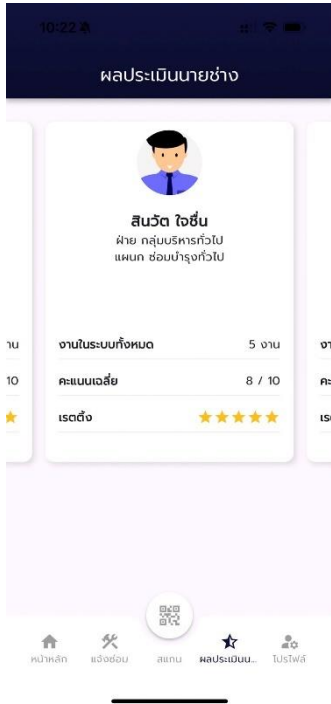 10:22
ผลประเมินนายช่าง
สินวัต ใจชื่น
ฝ่าย กลุ่มบริหารทั่วไป
แผนก ซ่อมบำรุงทั่วไป
งานในระบบทั้งหมด 5 งาน
คะแนนเฉลี่ย 8 / 10
10
เรตติ้ง
หน้าหลัก แจ้งซ่อม สแกน ผลประเมินน... โปรไฟล์